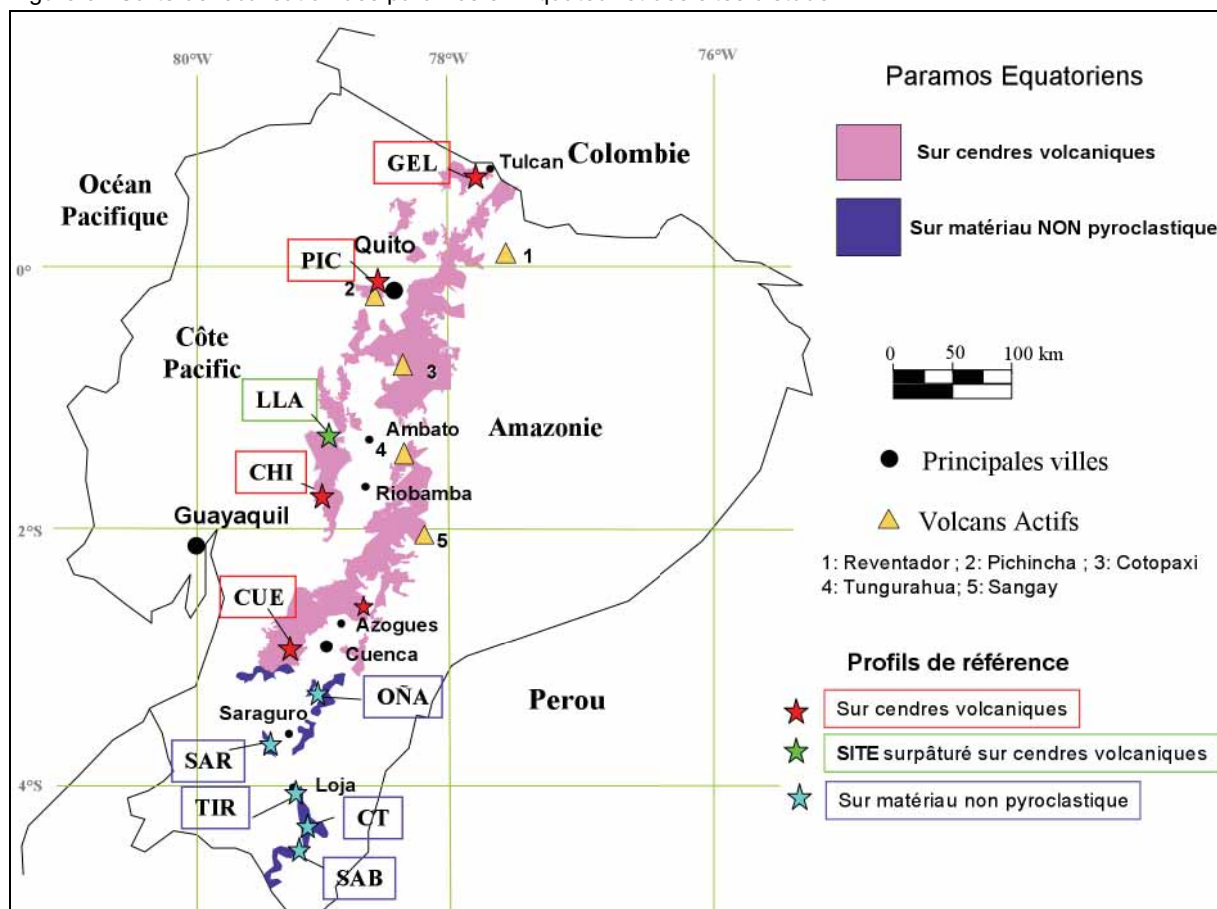 80°W
78°W
76°W
Paramos Equatoriens
Sur cendres volcaniques
Sur matériau NON pyroclastique
Océan
Pacifique
GEL
Tulcan
Colombie
Quito
PIC
0°
1
2
Côte
Pacific
3
0 50 100 km
LLA
Ambato
4
Amazonie
CHI
Riobamba
Principales villes
Guayaquil
2°S
5
Volcans Actifs
1: Reventador ; 2: Pichincha ; 3: Cotopaxi
4: Tungurahua; 5: Sangay
CUE
Azogues
Cuenca
Profils de référence
OÑA
Perou
Saraguro
Sur cendres volcaniques
SAR
SITE surpâturé sur cendres volcaniques
4°S
Loja
TIR
CT
Sur matériau non pyroclastique
SAB